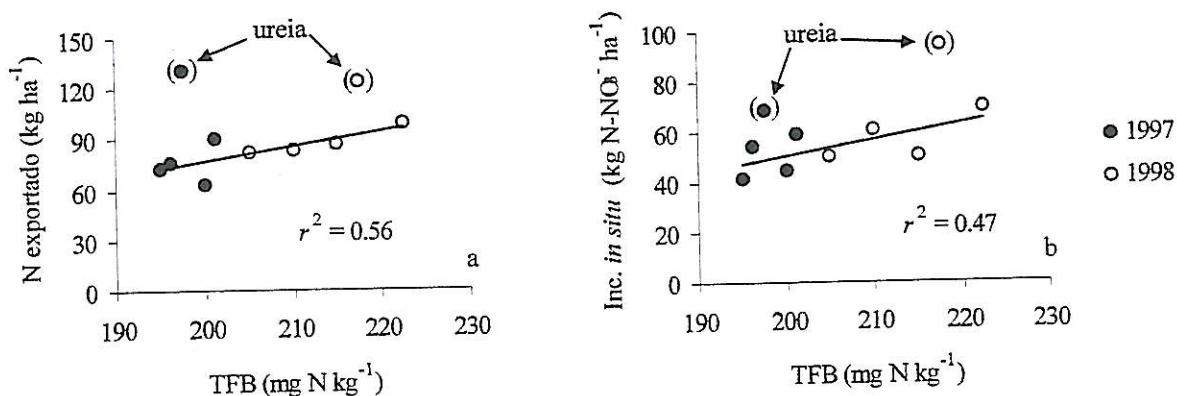 ureia
N exportado (kg ha⁻¹)
150
120
90
60
30
0
r² = 0.56
a
190 200 210 220 230
TFB (mg N kg⁻¹)
ureia
Inc. in situ (kg N-NO₃⁻ ha⁻¹)
100
80
60
40
20
0
r² = 0.47
b
190 200 210 220 230
TFB (mg N kg⁻¹)
1997
1998